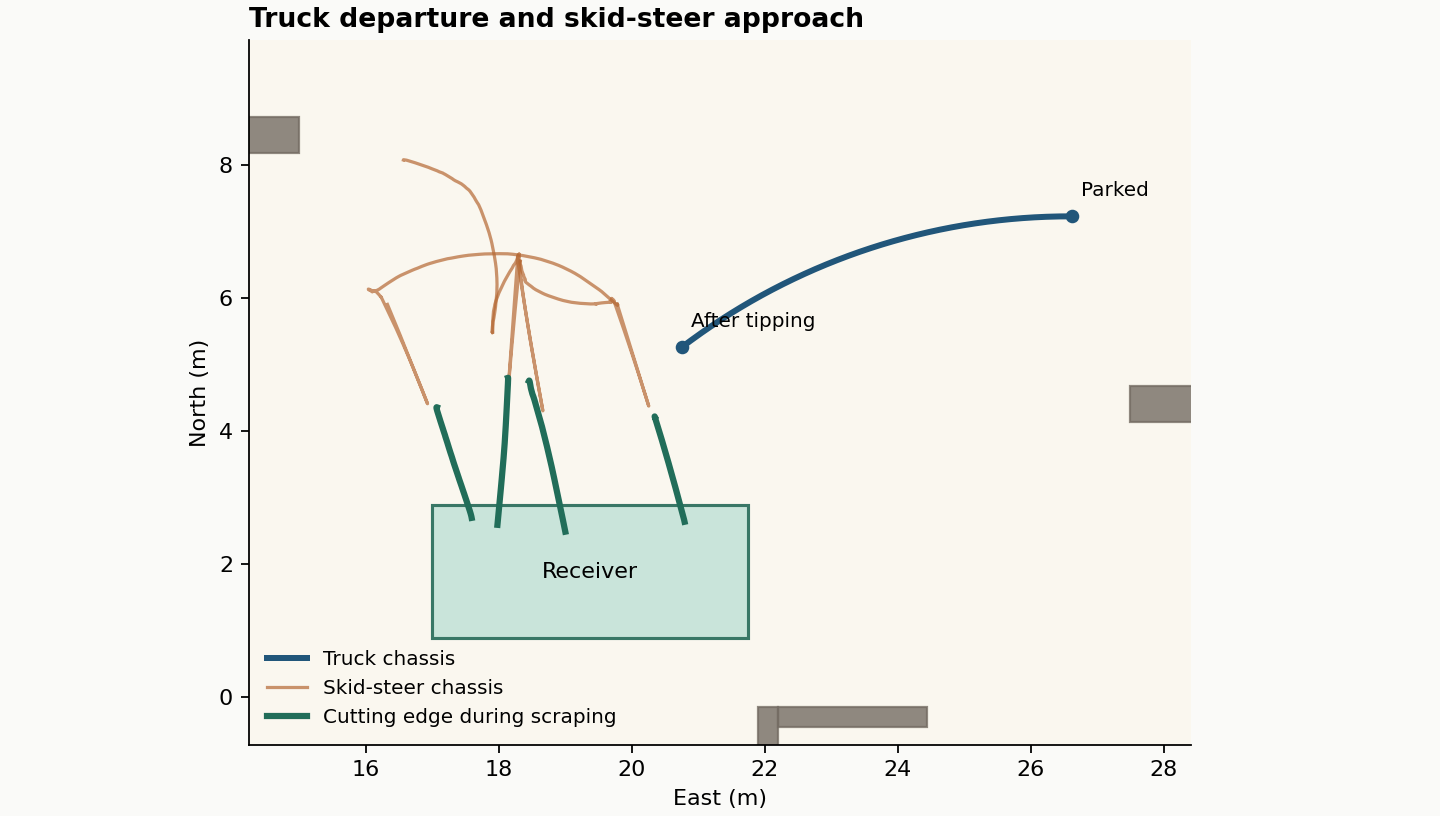 Truck departure and skid-steer approach
8
6
4
2
0
North (m)
Parked
After tipping
Receiver
Truck chassis
Skid-steer chassis
Cutting edge during scraping
16 18 20 22 24 26 28
East (m)